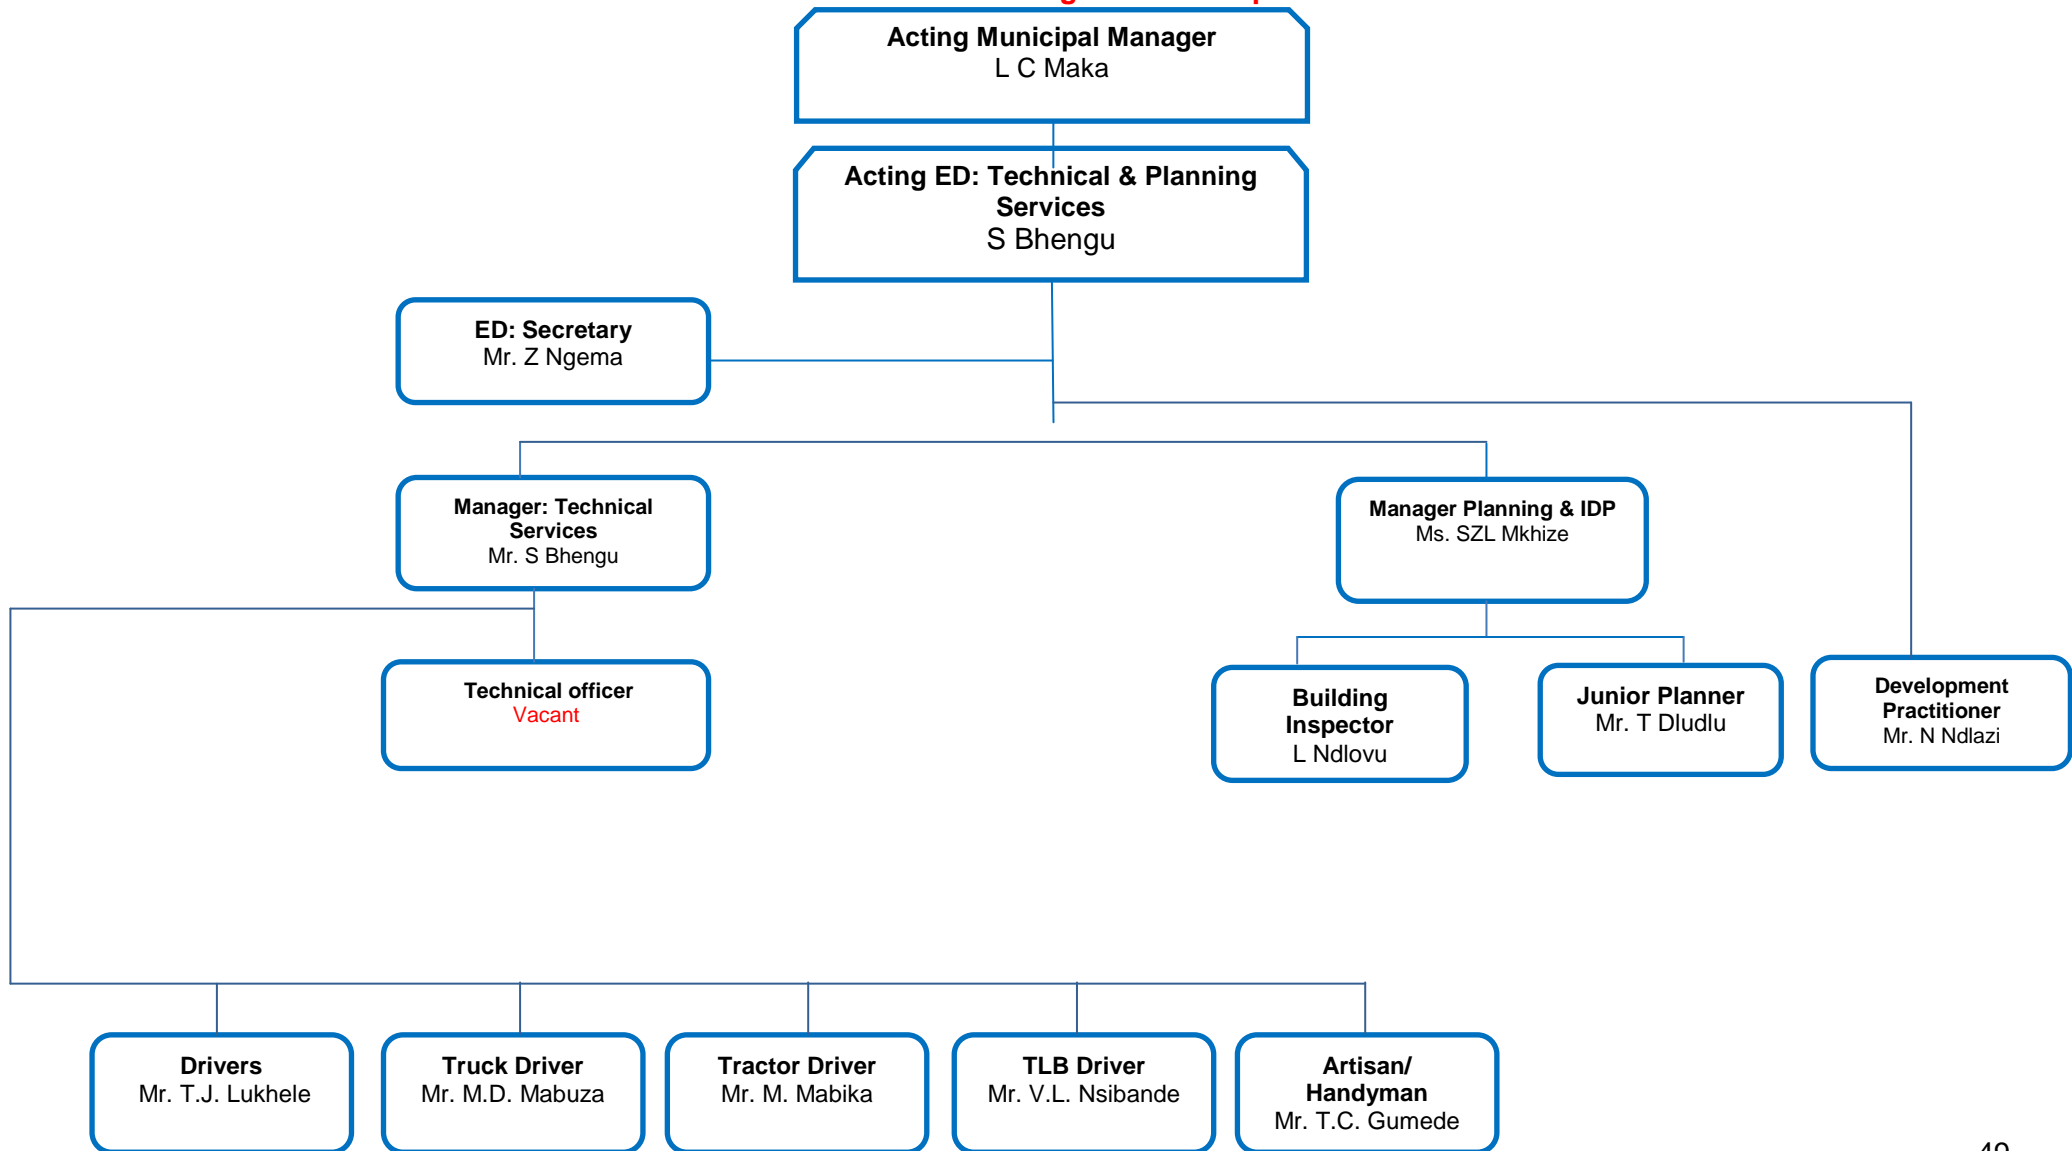 Acting Municipal Manager
L C Maka
Acting ED: Technical & Planning
Services
S Bhengu
ED: Secretary
Mr. Z Ngema
Manager: Technical
Services
Mr. S Bhengu
Manager Planning & IDP
Ms. SZL Mkhize
Technical officer
Vacant
Building
Inspector
L Ndlovu
Junior Planner
Mr. T Dludlu
Development
Practitioner
Mr. N Ndlazi
Drivers
Mr. T.J. Lukhele
Truck Driver
Mr. M.D. Mabuza
Tractor Driver
Mr. M. Mabika
TLB Driver
Mr. V.L. Nsibande
Artisan/
Handyman
Mr. T.C. Gumede